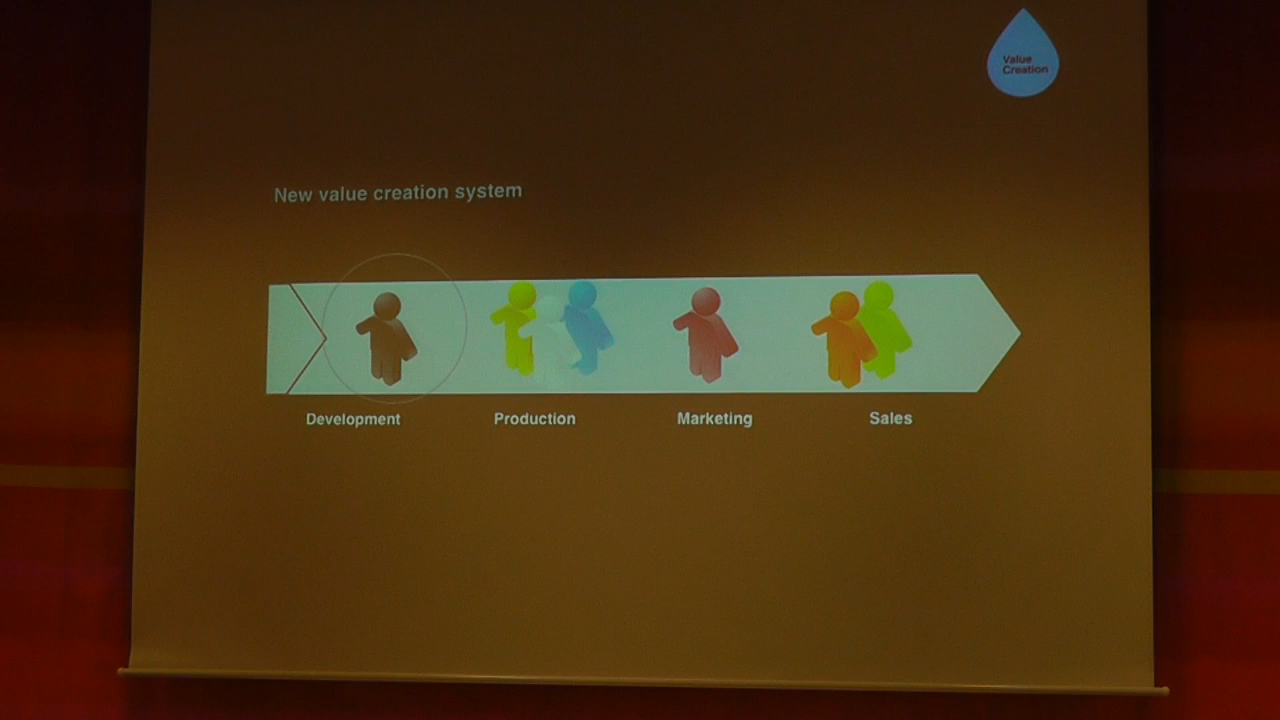 Value
Creation
New value creation system
Development
Production
Marketing
Sales